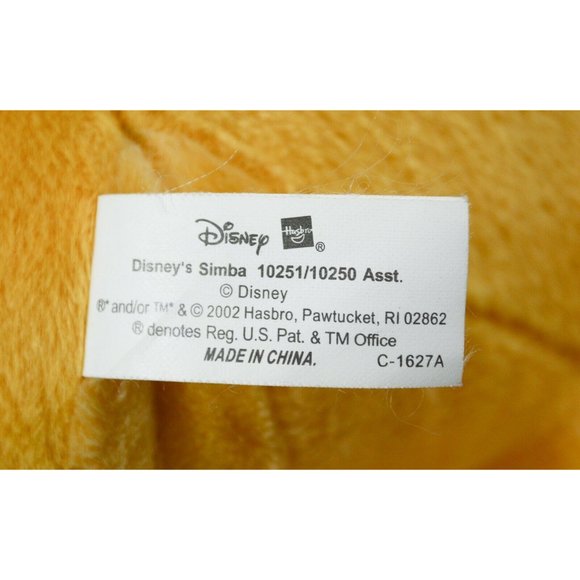 Disney Hasbro ®
Disney's Simba 10251/10250 Asst.
© Disney
®* and/or TM* & © 2002 Hasbro, Pawtucket, RI 02862
® denotes Reg. U.S. Pat. & TM Office
MADE IN CHINA. C-1627A